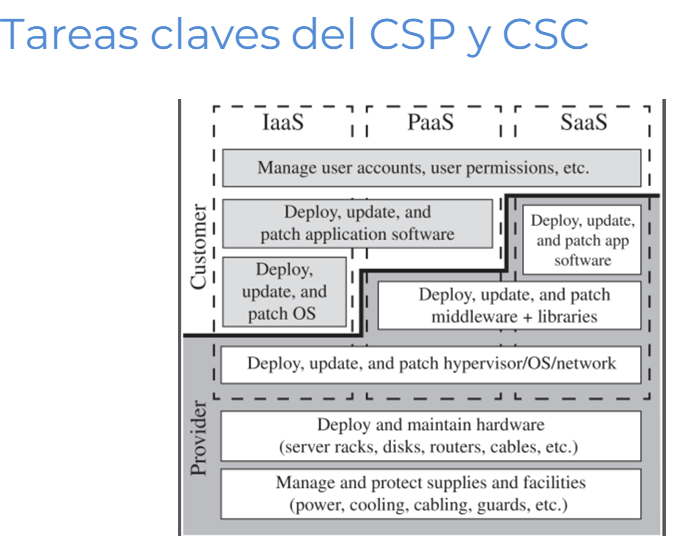 Tareas claves del CSP y CSC
IaaS
PaaS
SaaS
Customer
Manage user accounts, user permissions, etc.
Deploy, update, and
patch application software
Deploy, update,
and patch app
software
Deploy,
update, and
patch OS
Deploy, update, and patch
middleware + libraries
Provider
Deploy, update, and patch hypervisor/OS/network
Deploy and maintain hardware
(server racks, disks, routers, cables, etc.)
Manage and protect supplies and facilities
(power, cooling, cabling, guards, etc.)